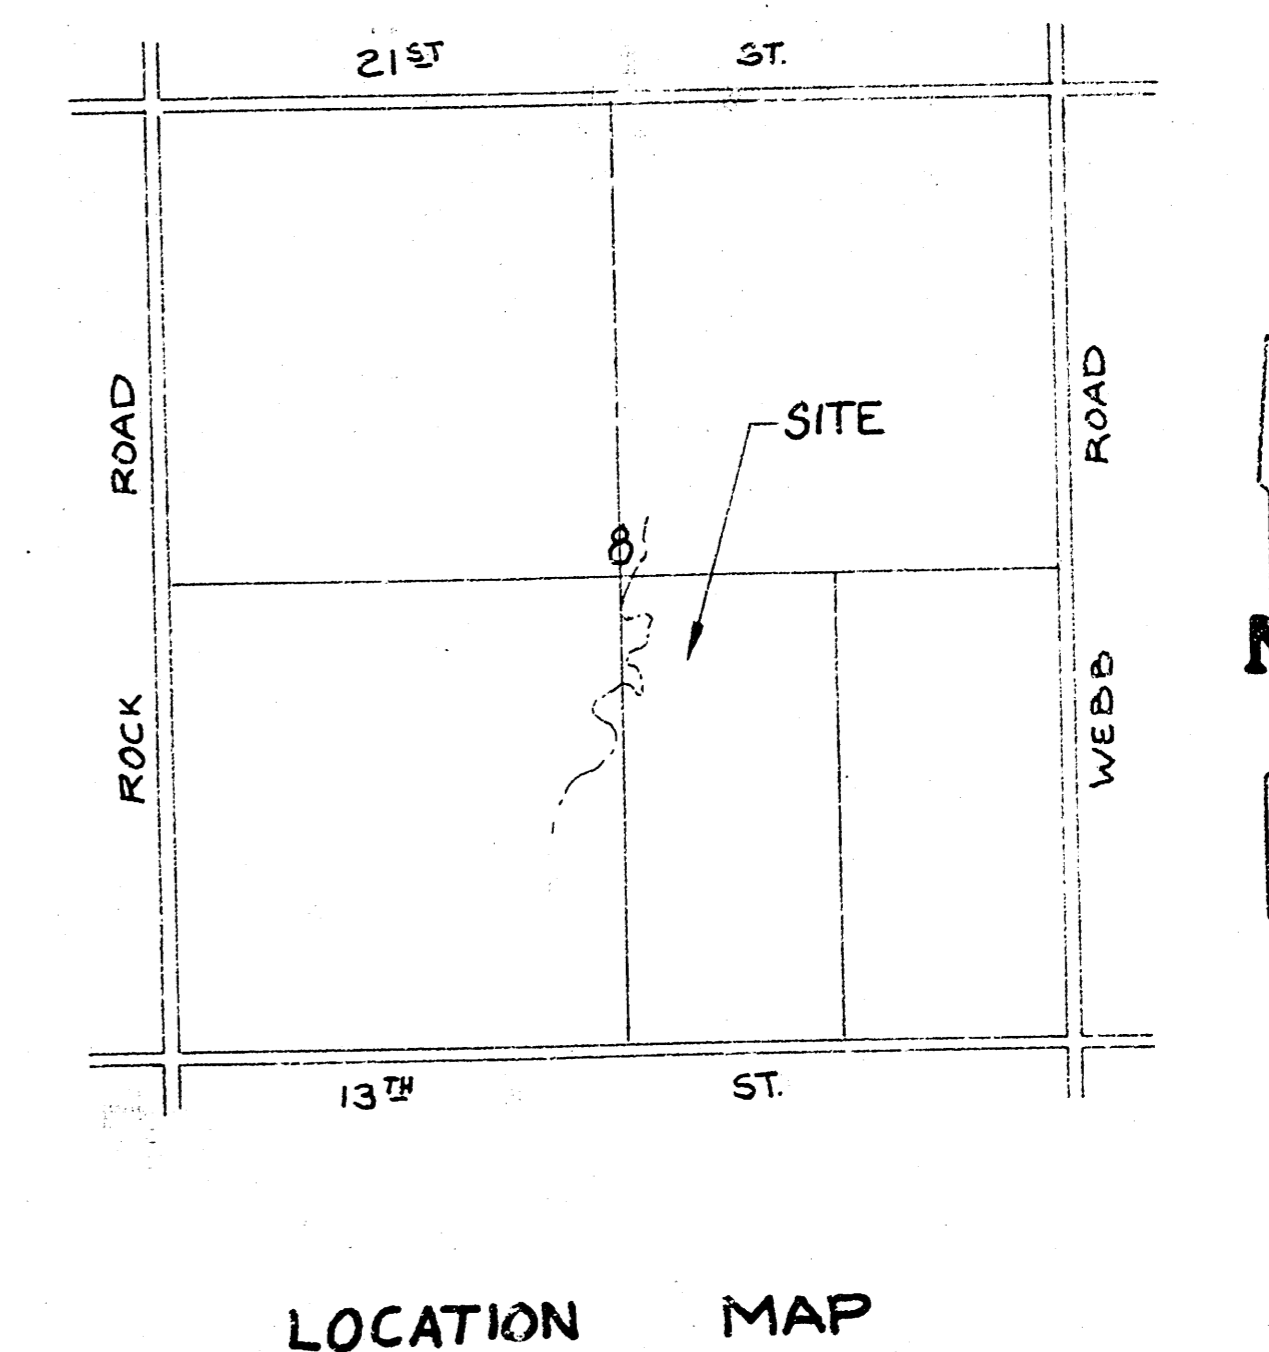 21ST ST.
ROCK ROAD
WEBB ROAD
SITE
8
13TH ST.
LOCATION MAP